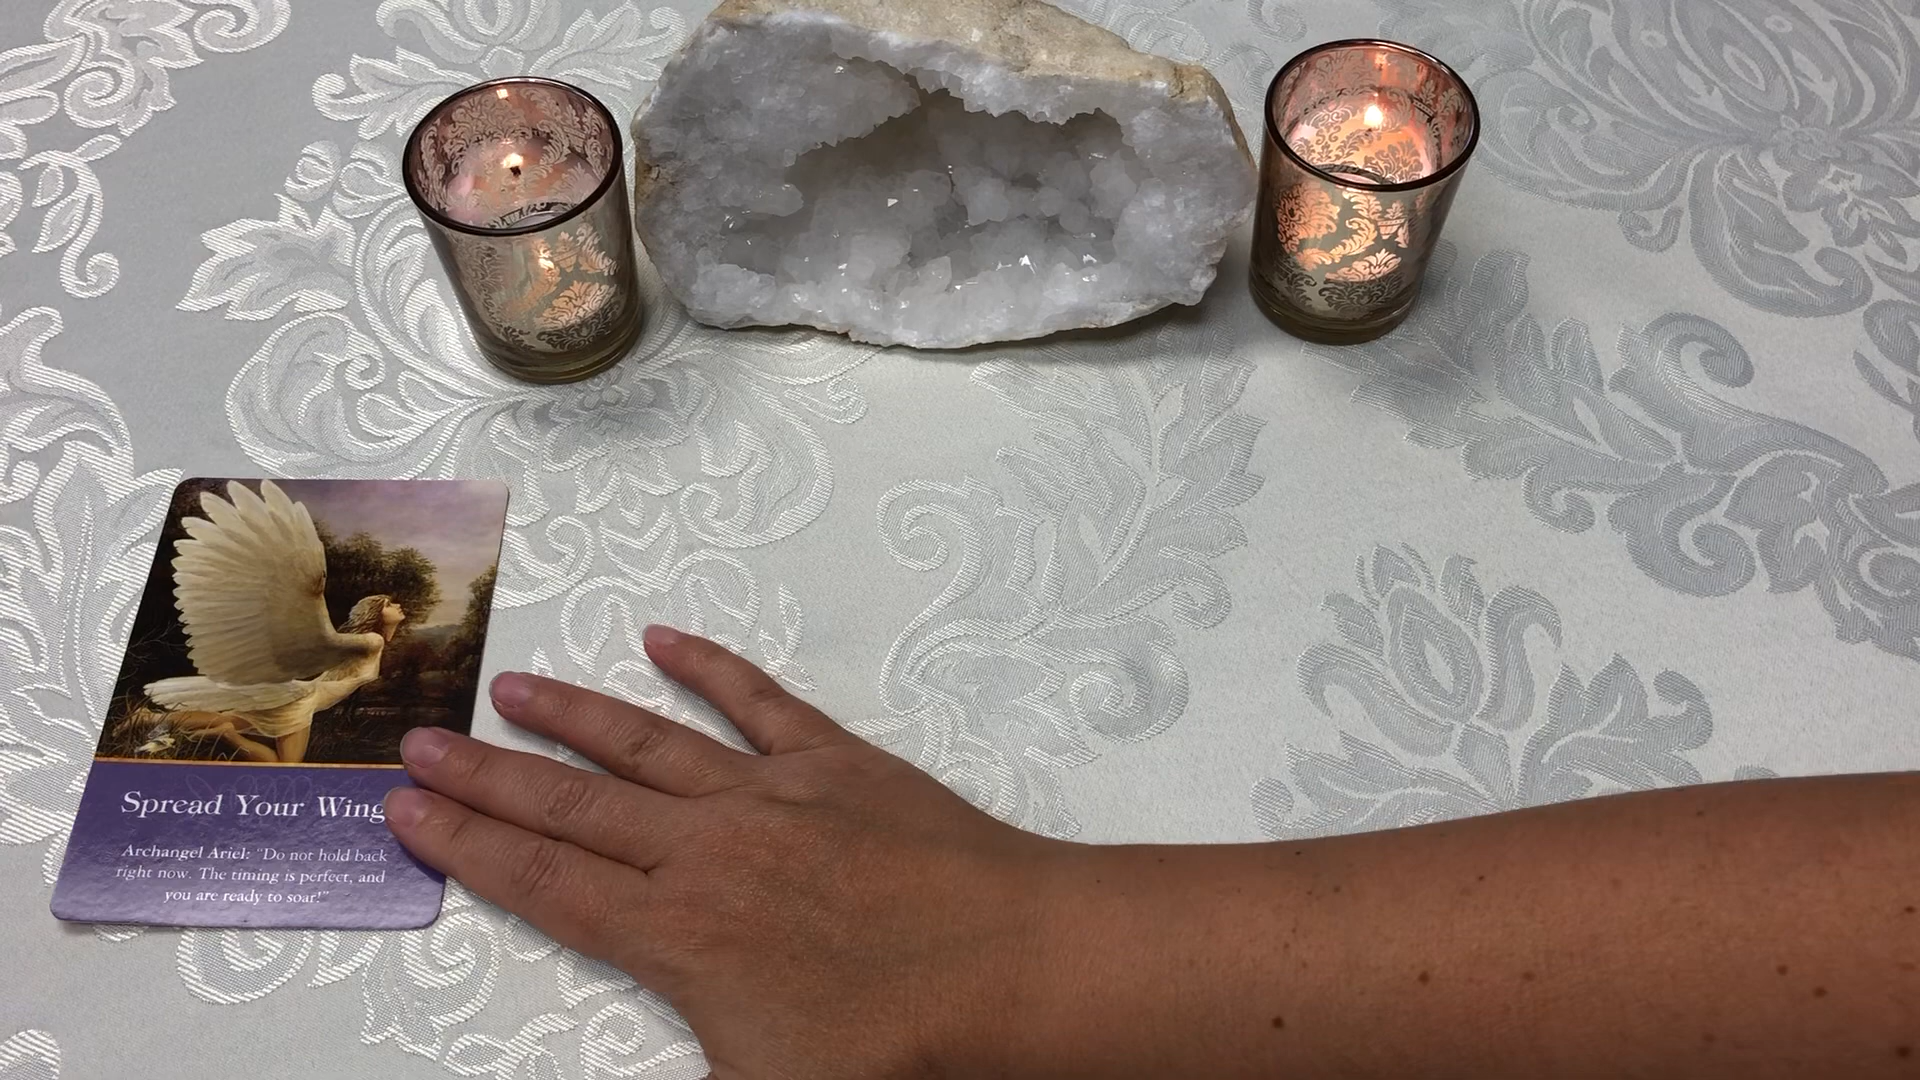 Spread Your Wing
Archangel Ariel: "Do not hold back
right now. The timing is perfect, and
you are ready to soar!"